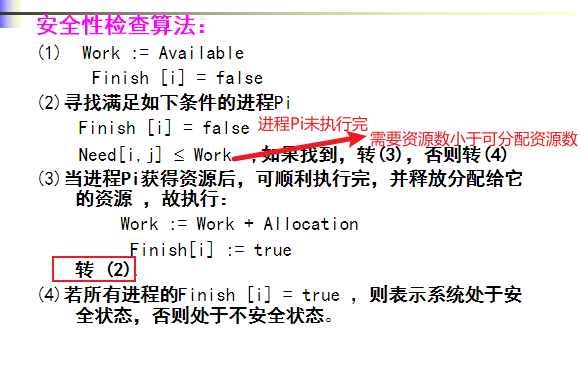 安全性检查算法：
(1) Work := Available
Finish [i] = false
(2)寻找满足如下条件的进程Pi
Finish [i] = false 进程Pi未执行完
需要资源数小于可分配资源数
Need[i,j] ≤ Work ,如果找到，转(3)，否则转(4)
(3)当进程Pi获得资源后，可顺利执行完，并释放分配给它
的资源 ，故执行：
Work := Work + Allocation
Finish[i] := true
转 (2)
(4)若所有进程的Finish [i] = true ，则表示系统处于安
全状态，否则处于不安全状态。